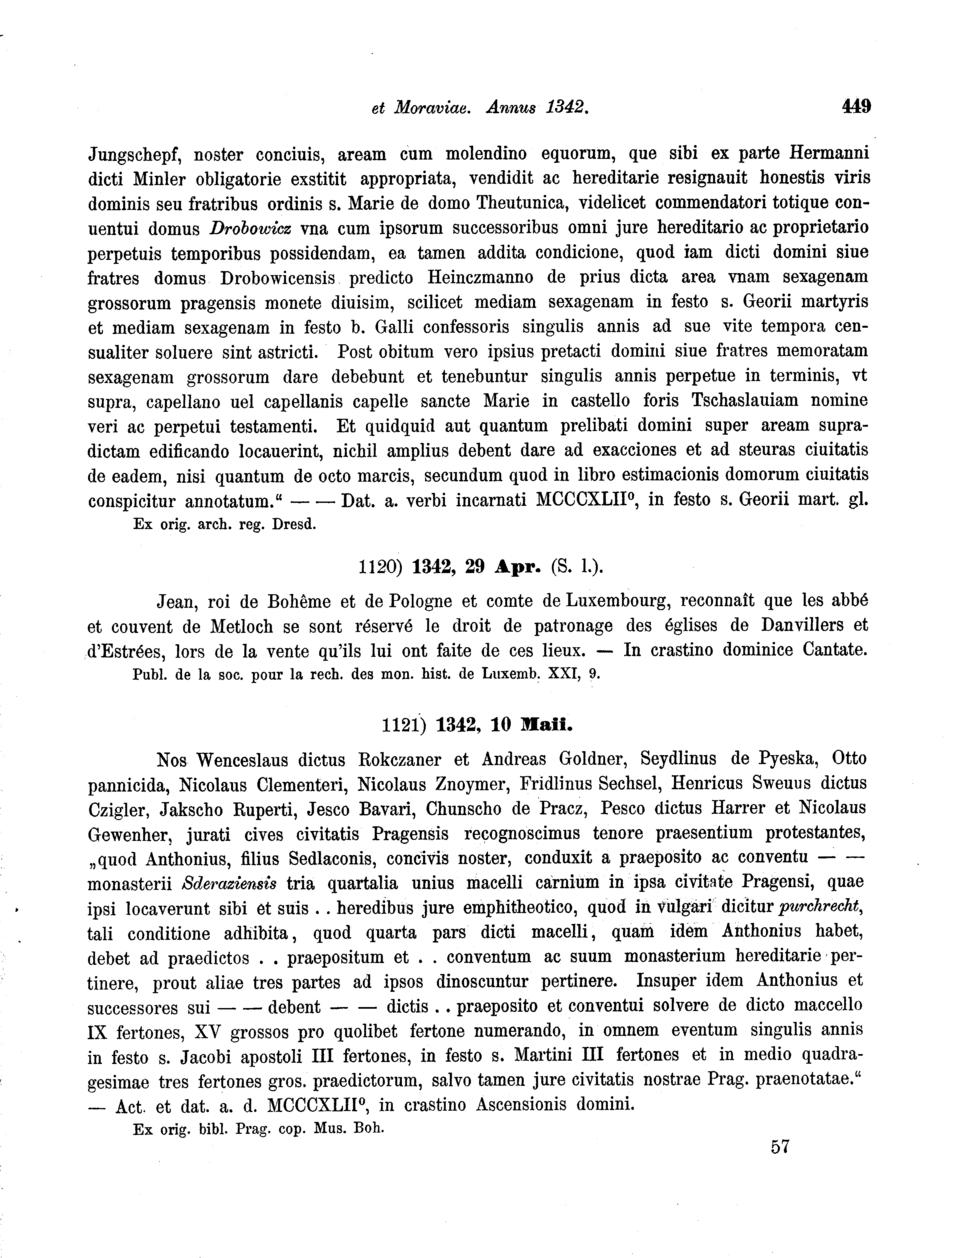 et Moraviae. Annus 1342. 449
Jungschepf, noster conciuis, aream cum molendino equorum, que sibi ex parte Hermanni
dicti Minler obligatorie exstitit appropriata, vendidit ac hereditarie resignauit honestis viris
dominis seu fratribus ordinis s. Marie de domo Theutunica, videlicet commendatori totique con-
uentui domus Drobowicz vna cum ipsorum successoribus omni jure hereditario ac proprietario
perpetuis temporibus possidendam, ea tamen addita condicione, quod iam dicti domini siue
fratres domus Drobowicensis predicto Heinczmanno de prius dicta area vnam sexagenam
grossorum pragensis monete diuisim, scilicet mediam sexagenam in festo s. Georii martyris
et mediam sexagenam in festo b. Galli confessoris singulis annis ad sue vite tempora cen-
sualiter soluere sint astricti. Post obitum vero ipsius pretacti domini siue fratres memoratam
sexagenam grossorum dare debebunt et tenebuntur singulis annis perpetue in terminis, vt
supra, capellano uel capellanis capelle sancte Marie in castello foris Tschaslauiam nomine
veri ac perpetui testamenti. Et quidquid aut quantum prelibati domini super aream supra-
dictam edificando locauerint, nichil amplius debent dare ad exacciones et ad steuras ciuitatis
de eadem, nisi quantum de octo marcis, secundum quod in libro estimacionis domorum ciuitatis
conspicitur annotatum.“ — — Dat. a. verbi incarnati MCCCXLII⁰, in festo s. Georii mart. gl.
Ex orig. arch. reg. Dresd.
1120) 1342, 29 Apr. (S. l.).
Jean, roi de Bohême et de Pologne et comte de Luxembourg, reconnaît que les abbé
et couvent de Metloch se sont réservé le droit de patronage des églises de Danvillers et
d'Estrées, lors de la vente qu'ils lui ont faite de ces lieux. — In crastino dominice Cantate.
Publ. de la soc. pour la rech. des mon. hist. de Luxemb. XXI, 9.
1121) 1342, 10 Maii.
Nos Wenceslaus dictus Rokczaner et Andreas Goldner, Seydlinus de Pyeska, Otto
pannicida, Nicolaus Clementeri, Nicolaus Znoymer, Fridlinus Sechsel, Henricus Sweuus dictus
Czigler, Jakscho Ruperti, Jesco Bavari, Chunscho de Pracz, Pesco dictus Harrer et Nicolaus
Gewenher, jurati cives civitatis Pragensis recognoscimus tenore praesentium protestantes,
„quod Anthonius, filius Sedlaconis, concivis noster, conduxit a praeposito ac conventu — —
monasterii Sderaziensis tria quartalia unius macelli carnium in ipsa civitate Pragensi, quae
ipsi locaverunt sibi et suis . . heredibus jure emphitheotico, quod in vulgari dicitur purchrecht,
tali conditione adhibita, quod quarta pars dicti macelli, quam idem Anthonius habet,
debet ad praedictos . . praepositum et . . conventum ac suum monasterium hereditarie per-
tinere, prout aliae tres partes ad ipsos dinoscuntur pertinere. Insuper idem Anthonius et
successores sui — — debent — — dictis . . praeposito et conventui solvere de dicto maccello
IX fertones, XV grossos pro quolibet fertone numerando, in omnem eventum singulis annis
in festo s. Jacobi apostoli III fertones, in festo s. Martini III fertones et in medio quadra-
gesimae tres fertones gros. praedictorum, salvo tamen jure civitatis nostrae Prag. praenotatae.“
— Act. et dat. a. d. MCCCXLII⁰, in crastino Ascensionis domini.
Ex orig. bibl. Prag. cop. Mus. Boh.
57